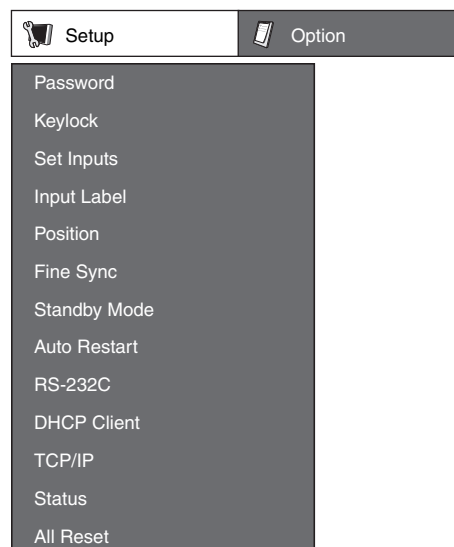 Setup
Option
Password
Keylock
Set Inputs
Input Label
Position
Fine Sync
Standby Mode
Auto Restart
RS-232C
DHCP Client
TCP/IP
Status
All Reset